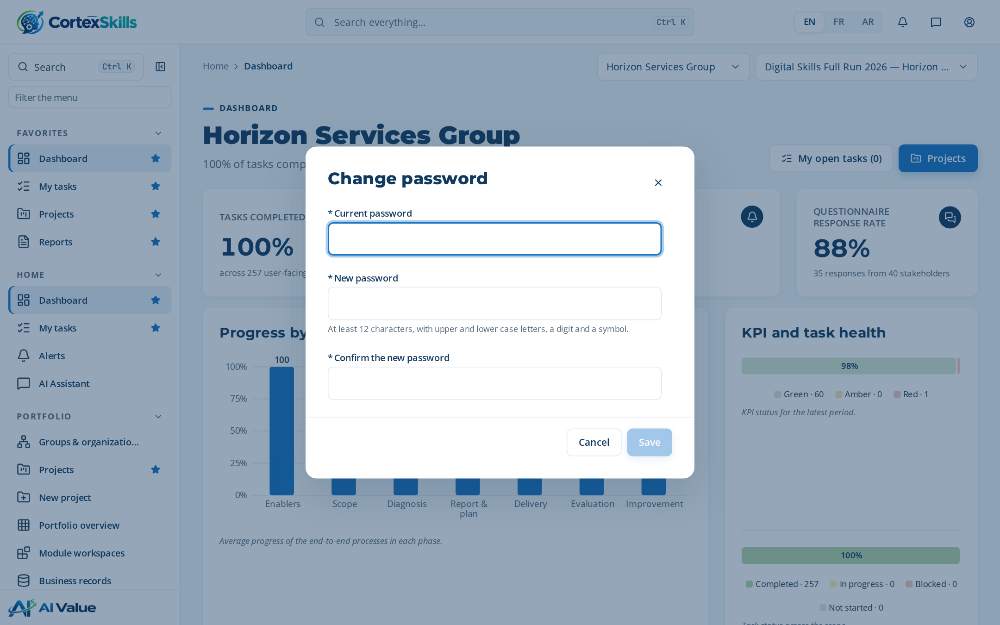 CortexSkills
Search everything...
Ctrl K
EN
FR
AR
Search
Ctrl K
Filter the menu
FAVORITES
Dashboard
My tasks
Projects
Reports
HOME
Dashboard
My tasks
Alerts
AI Assistant
PORTFOLIO
Groups & organizatio...
Projects
New project
Portfolio overview
Module workspaces
Business records
AI Value
Home > Dashboard
Horizon Services Group
Digital Skills Full Run 2026 — Horizon ...
DASHBOARD
Horizon Services Group
100% of tasks comp
My open tasks (0)
Projects
TASKS COMPLETED
100%
across 257 user-facing
QUESTIONNAIRE
RESPONSE RATE
88%
35 responses from 40 stakeholders
Change password
* Current password
* New password
At least 12 characters, with upper and lower case letters, a digit and a symbol.
* Confirm the new password
Cancel
Save
Progress by
100
100%
75%
50%
25%
0%
Enablers
Scope
Diagnosis
Report &
plan
Delivery
Evaluation
Improvement
Average progress of the end-to-end processes in each phase.
KPI and task health
98%
Green · 60
Amber · 0
Red · 1
KPI status for the latest period.
100%
Completed · 257
In progress · 0
Blocked · 0
Not started · 0